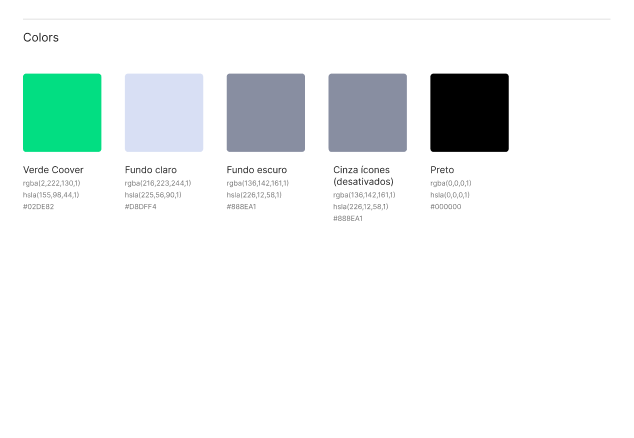 Colors
Verde Coover
rgba(2,222,130,1)
hsla(155,98,44,1)
#02DE82
Fundo claro
rgba(216,223,244,1)
hsla(225,56,90,1)
#D8DFF4
Fundo escuro
rgba(136,142,161,1)
hsla(226,12,58,1)
#888EA1
Cinza ícones
(desativados)
rgba(136,142,161,1)
hsla(226,12,58,1)
#888EA1
Preto
rgba(0,0,0,1)
hsla(0,0,0,1)
#000000